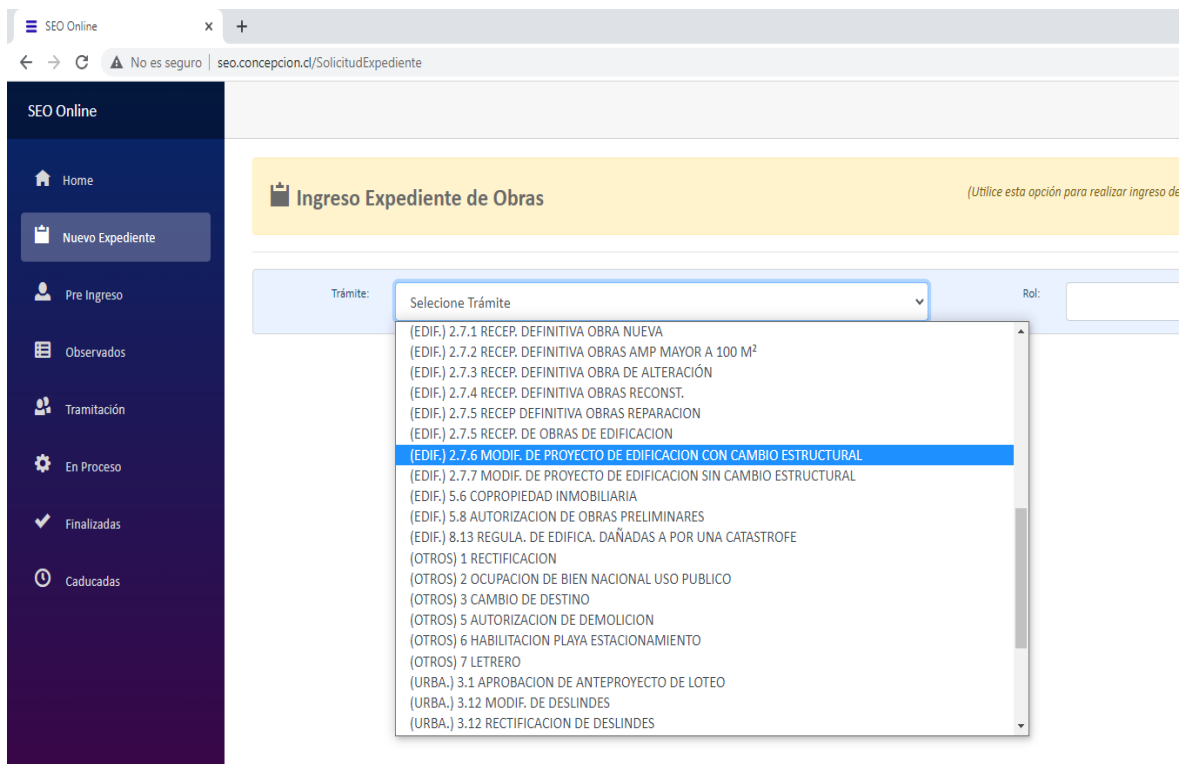 SEO Online
No es seguro | seo.concepcion.cl/SolicitudExpediente
SEO Online
Home
Nuevo Expediente
Pre Ingreso
Observados
Tramitación
En Proceso
Finalizadas
Caducadas
Ingreso Expediente de Obras
(Utilice esta opción para realizar ingreso de
Trámite:
Selecione Trámite
Rol:
(EDIF.) 2.7.1 RECEP. DEFINITIVA OBRA NUEVA
(EDIF.) 2.7.2 RECEP. DEFINITIVA OBRAS AMP MAYOR A 100 M²
(EDIF.) 2.7.3 RECEP. DEFINITIVA OBRA DE ALTERACIÓN
(EDIF.) 2.7.4 RECEP. DEFINITIVA OBRAS RECONST.
(EDIF.) 2.7.5 RECEP DEFINITIVA OBRAS REPARACION
(EDIF.) 2.7.5 RECEP. DE OBRAS DE EDIFICACION
(EDIF.) 2.7.6 MODIF. DE PROYECTO DE EDIFICACION CON CAMBIO ESTRUCTURAL
(EDIF.) 2.7.7 MODIF. DE PROYECTO DE EDIFICACION SIN CAMBIO ESTRUCTURAL
(EDIF.) 5.6 COPROPIEDAD INMOBILIARIA
(EDIF.) 5.8 AUTORIZACION DE OBRAS PRELIMINARES
(EDIF.) 8.13 REGULA. DE EDIFICA. DAÑADAS A POR UNA CATASTROFE
(OTROS) 1 RECTIFICACION
(OTROS) 2 OCUPACION DE BIEN NACIONAL USO PUBLICO
(OTROS) 3 CAMBIO DE DESTINO
(OTROS) 5 AUTORIZACION DE DEMOLICION
(OTROS) 6 HABILITACION PLAYA ESTACIONAMIENTO
(OTROS) 7 LETRERO
(URBA.) 3.1 APROBACION DE ANTEPROYECTO DE LOTEO
(URBA.) 3.12 MODIF. DE DESLINDES
(URBA.) 3.12 RECTIFICACION DE DESLINDES